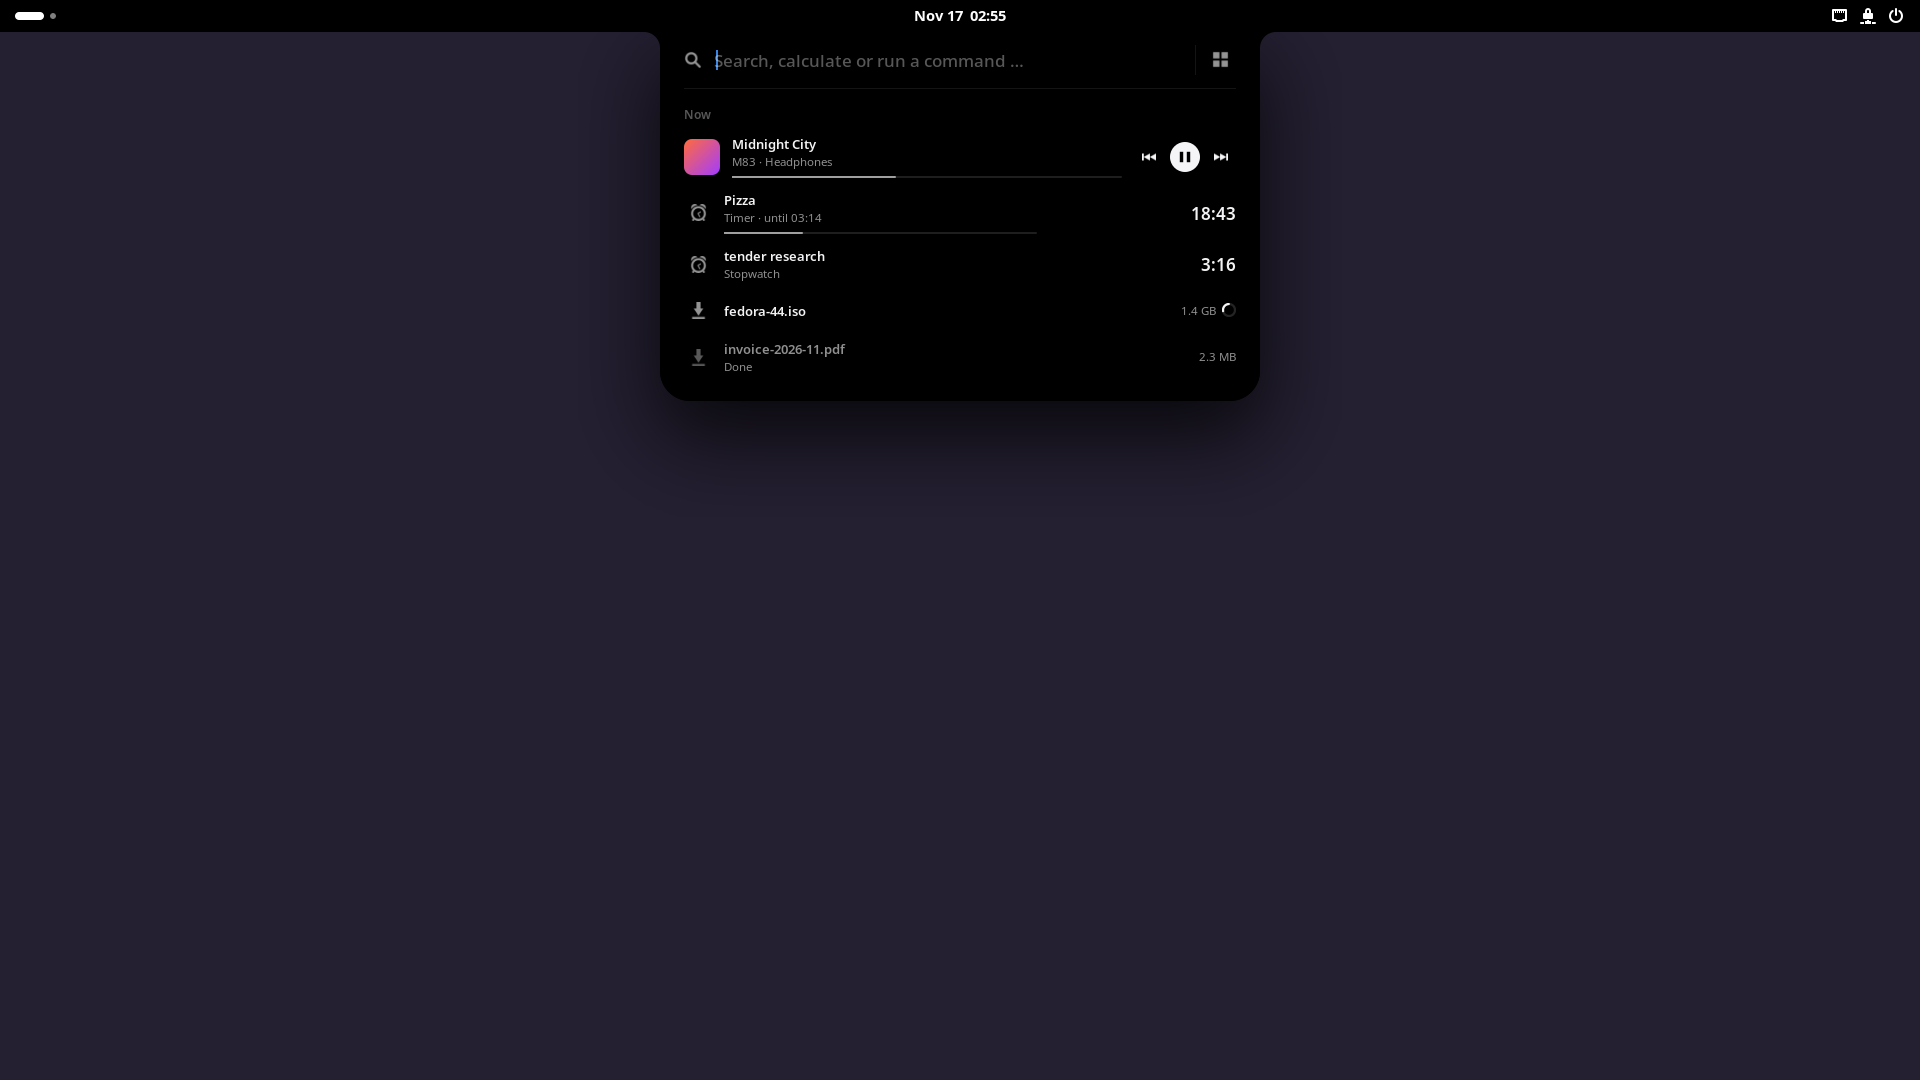 Nov 17 02:55
Search, calculate or run a command ...
Now
Midnight City
M83 · Headphones
Pizza
Timer · until 03:14
18:43
tender research
Stopwatch
3:16
fedora-44.iso
1.4 GB
invoice-2026-11.pdf
Done
2.3 MB